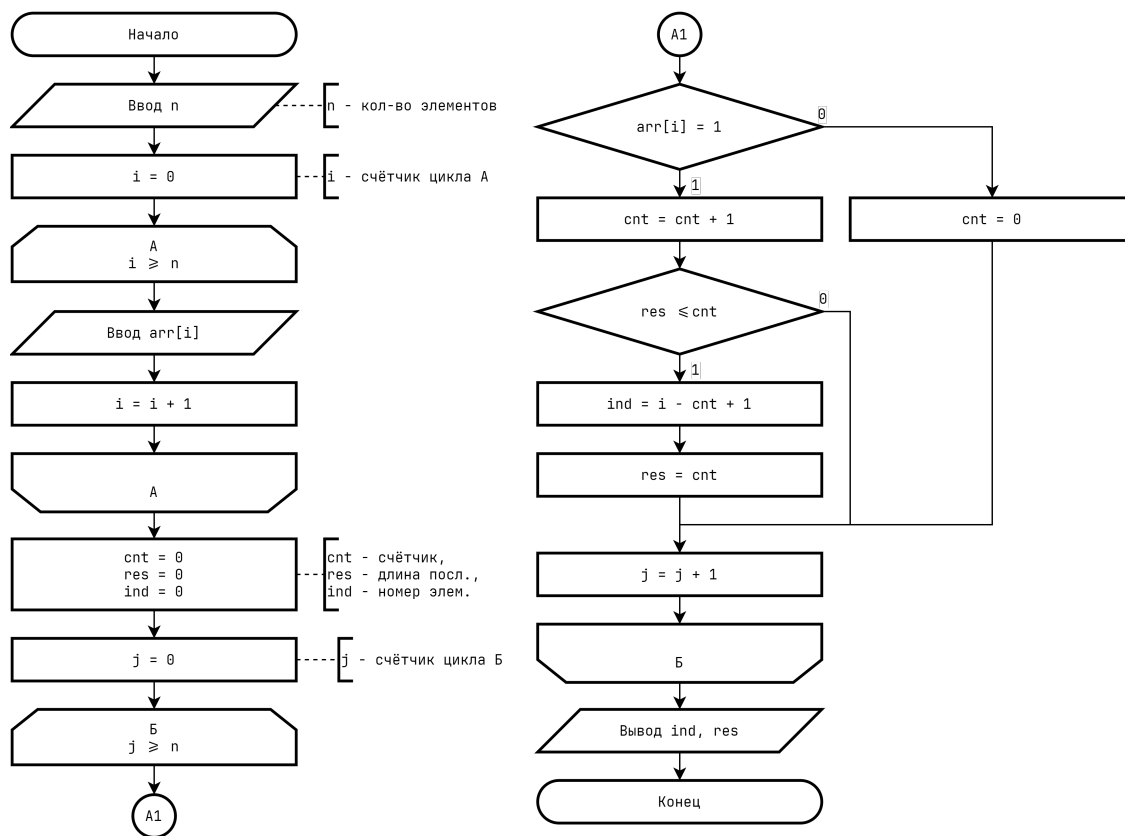 Начало
Ввод n
n - кол-во элементов
i = 0
i - счётчик цикла А
А
i ⩾ n
Ввод arr[i]
i = i + 1
А
cnt = 0
res = 0
ind = 0
cnt - счётчик,
res - длина посл.,
ind - номер элем.
j = 0
j - счётчик цикла Б
Б
j ⩾ n
А1
А1
arr[i] = 1
0
1
cnt = cnt + 1
cnt = 0
res ⩽ cnt
0
1
ind = i - cnt + 1
res = cnt
j = j + 1
Б
Вывод ind, res
Конец